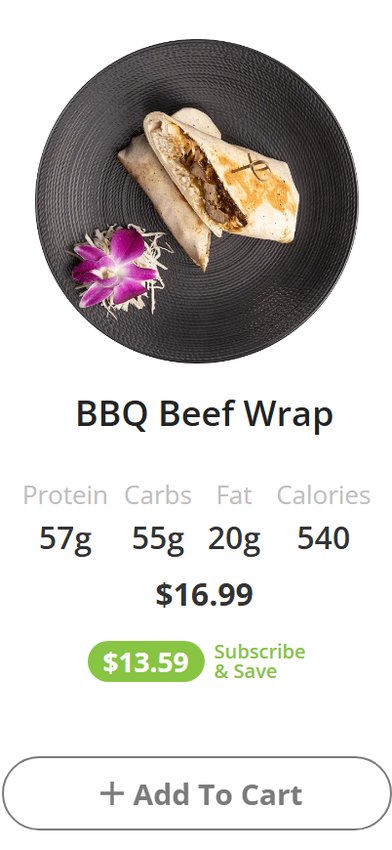 BBQ Beef Wrap
Protein Carbs Fat Calories
57g 55g 20g 540
$16.99
$13.59 Subscribe
& Save
+ Add To Cart